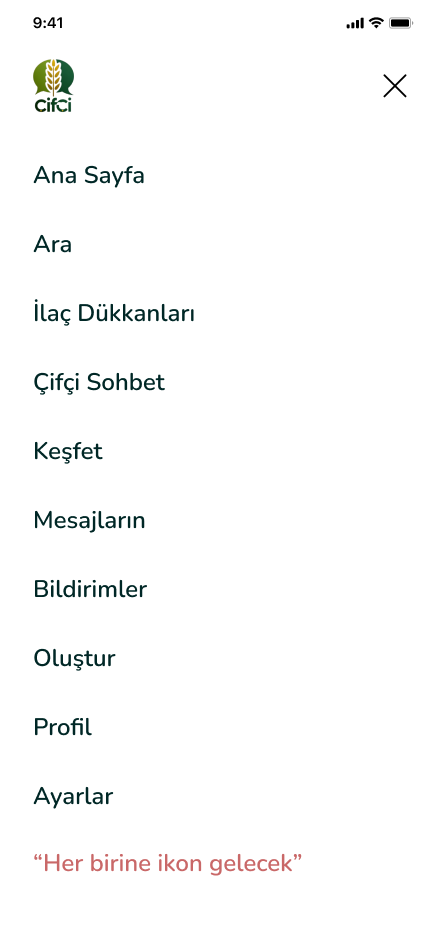 9:41
CifCi
Ana Sayfa
Ara
İlaç Dükkanları
Çifçi Sohbet
Keşfet
Mesajların
Bildirimler
Oluştur
Profil
Ayarlar
“Her birine ikon gelecek”